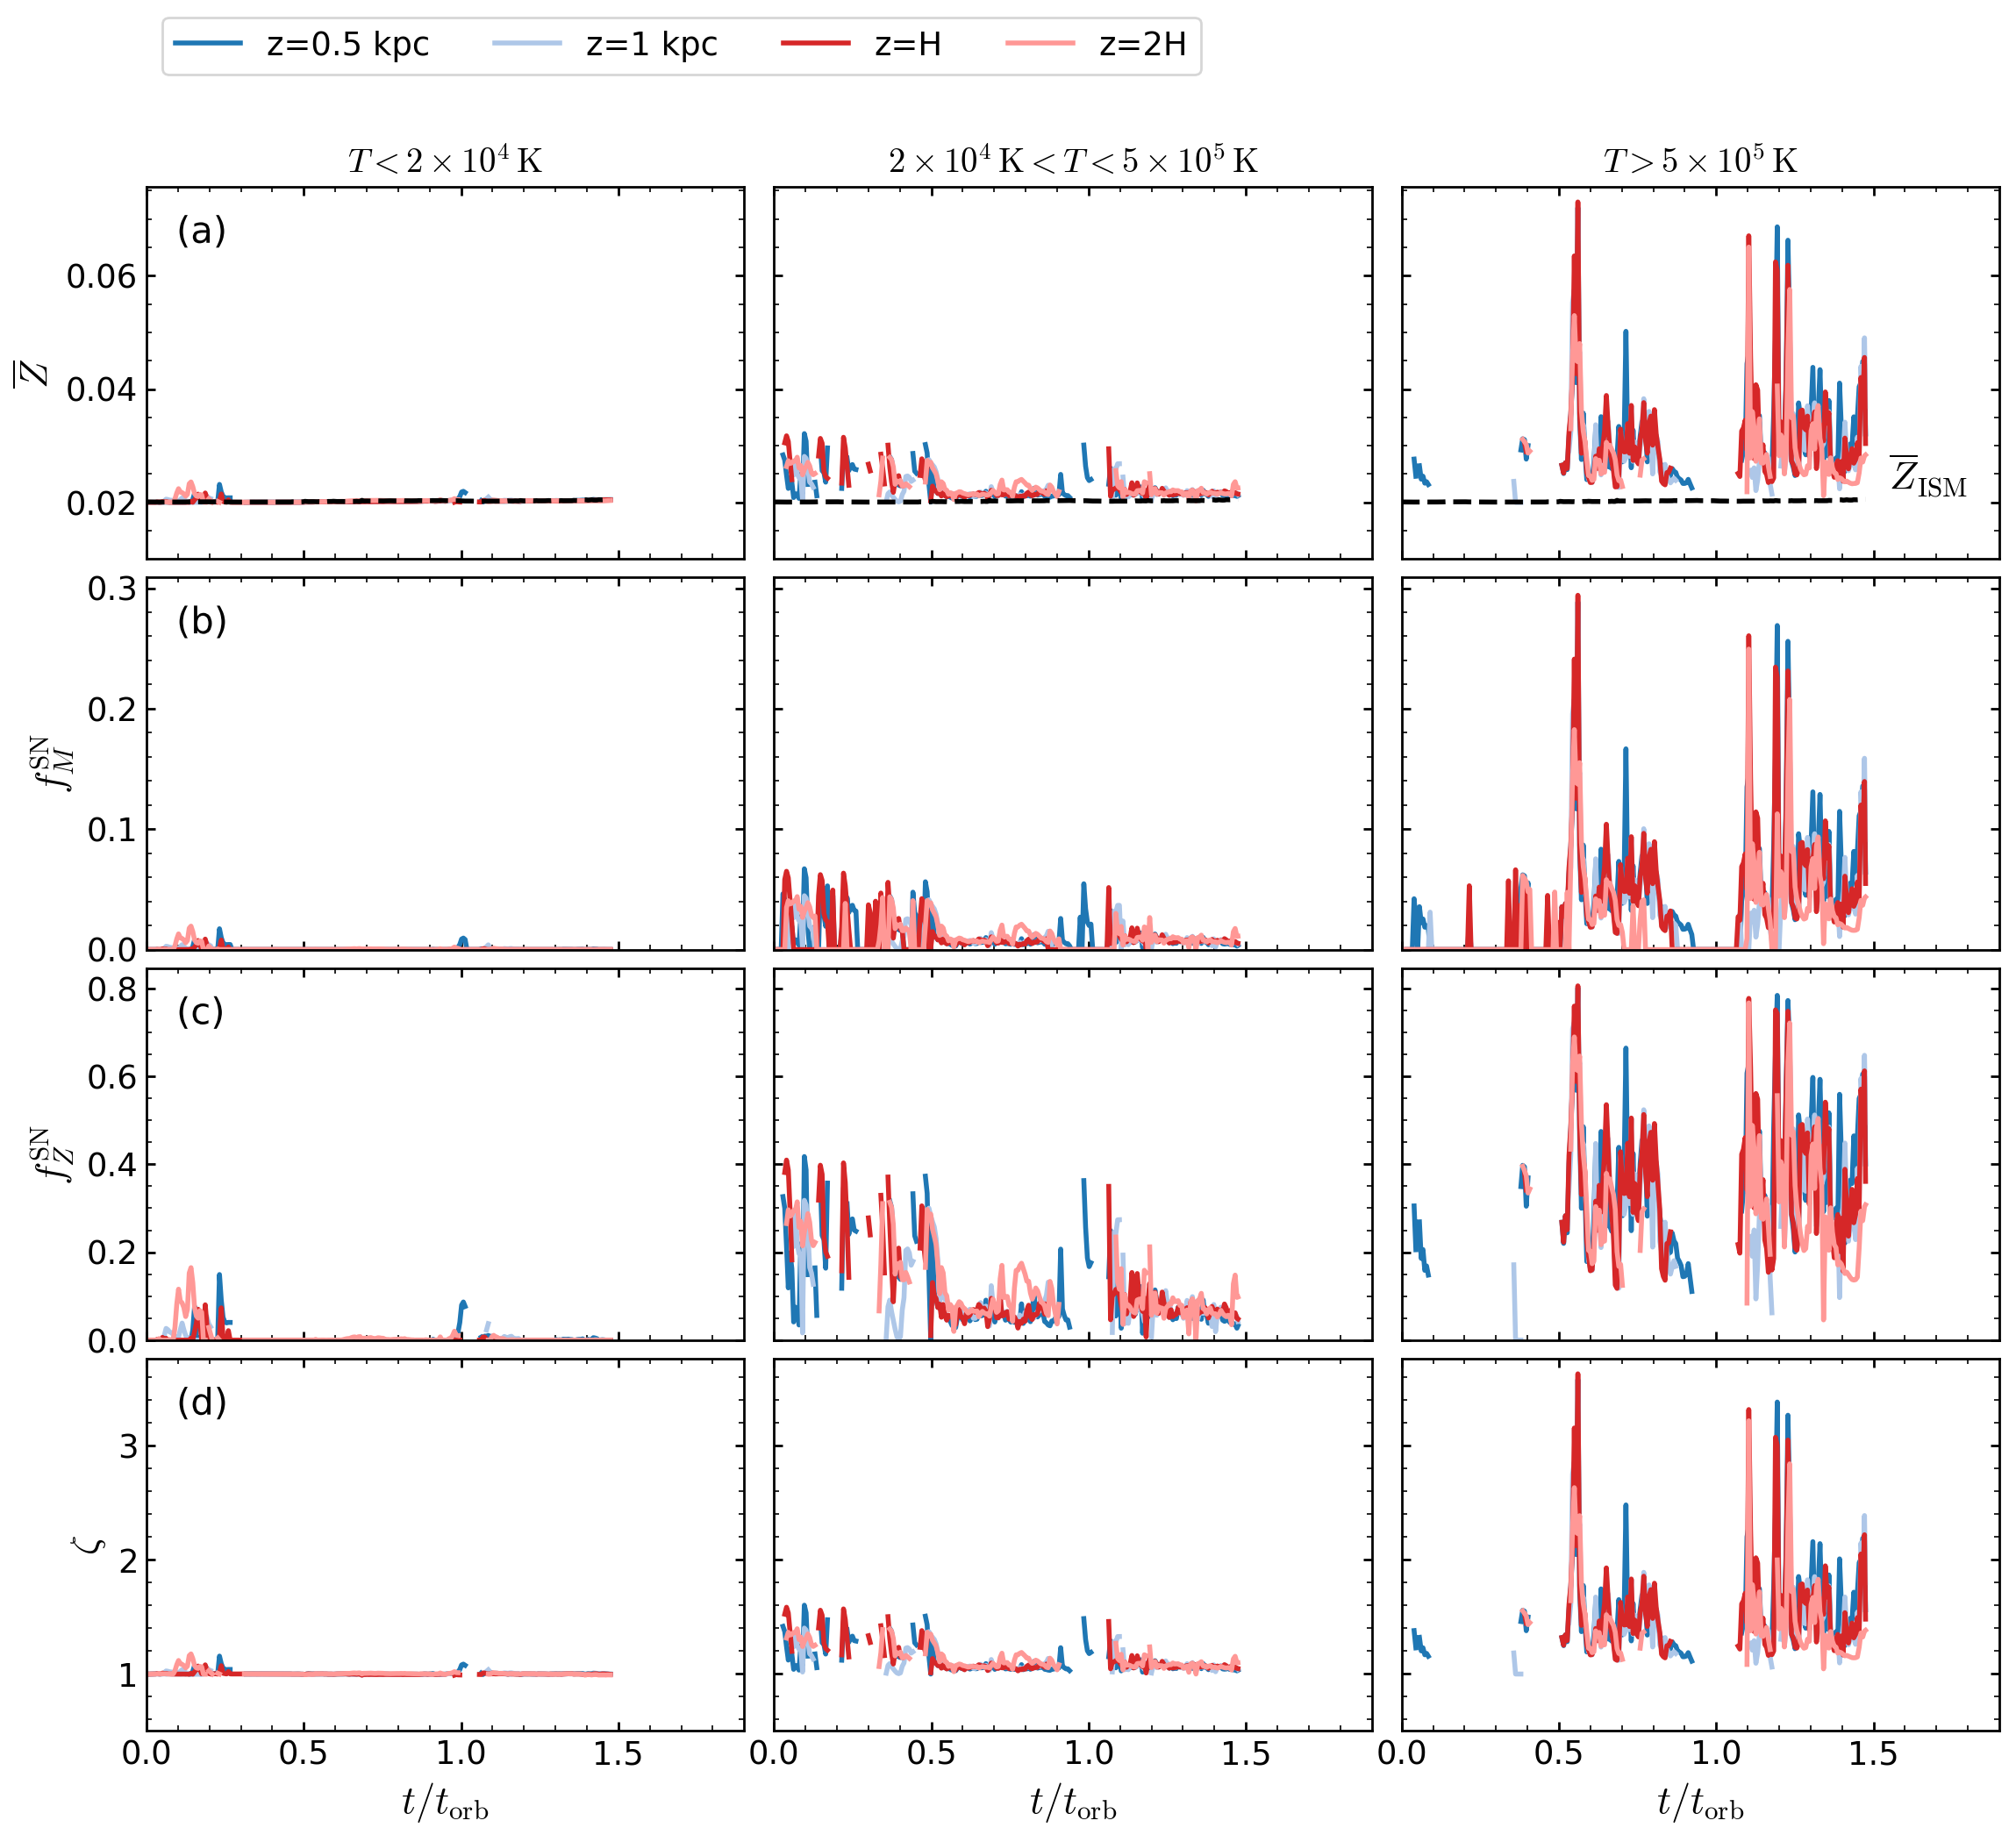 z=0.5 kpc z=1 kpc z=H z=2H
T < 2 × 10⁴ K 2 × 10⁴ K < T < 5 × 10⁵ K T > 5 × 10⁵ K
(a)
0.06
0.04
0.02
Z̅
Z̅_ISM
(b)
0.3
0.2
0.1
0.0
f_M^SN
(c)
0.8
0.6
0.4
0.2
0.0
f_Z^SN
(d)
3
2
1
ζ
0.0 0.5 1.0 1.5 0.0 0.5 1.0 1.5 0.0 0.5 1.0 1.5
t/t_orb t/t_orb t/t_orb